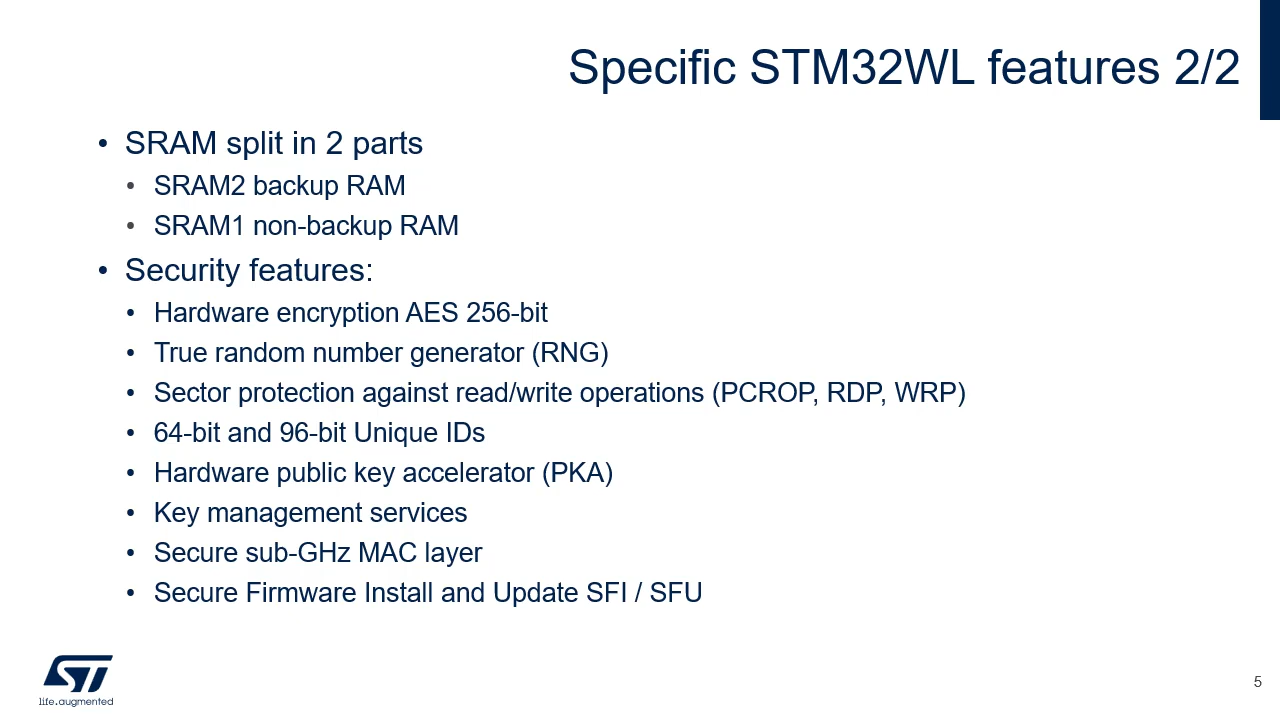 Specific STM32WL features 2/2
• SRAM split in 2 parts
• SRAM2 backup RAM
• SRAM1 non-backup RAM
• Security features:
• Hardware encryption AES 256-bit
• True random number generator (RNG)
• Sector protection against read/write operations (PCROP, RDP, WRP)
• 64-bit and 96-bit Unique IDs
• Hardware public key accelerator (PKA)
• Key management services
• Secure sub-GHz MAC layer
• Secure Firmware Install and Update SFI / SFU
ST
life.augmented
5